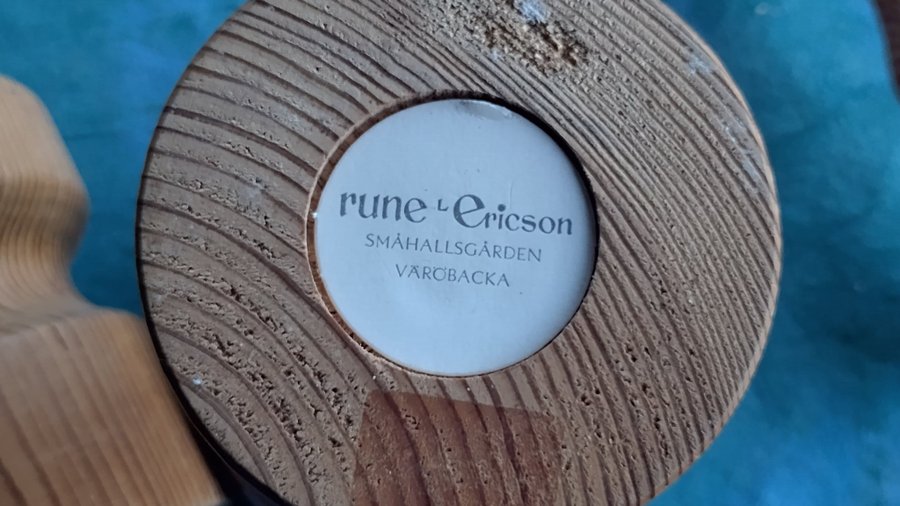 rune L Ericson
SMÅHALLSGÅRDEN
VÄRÖBACKA